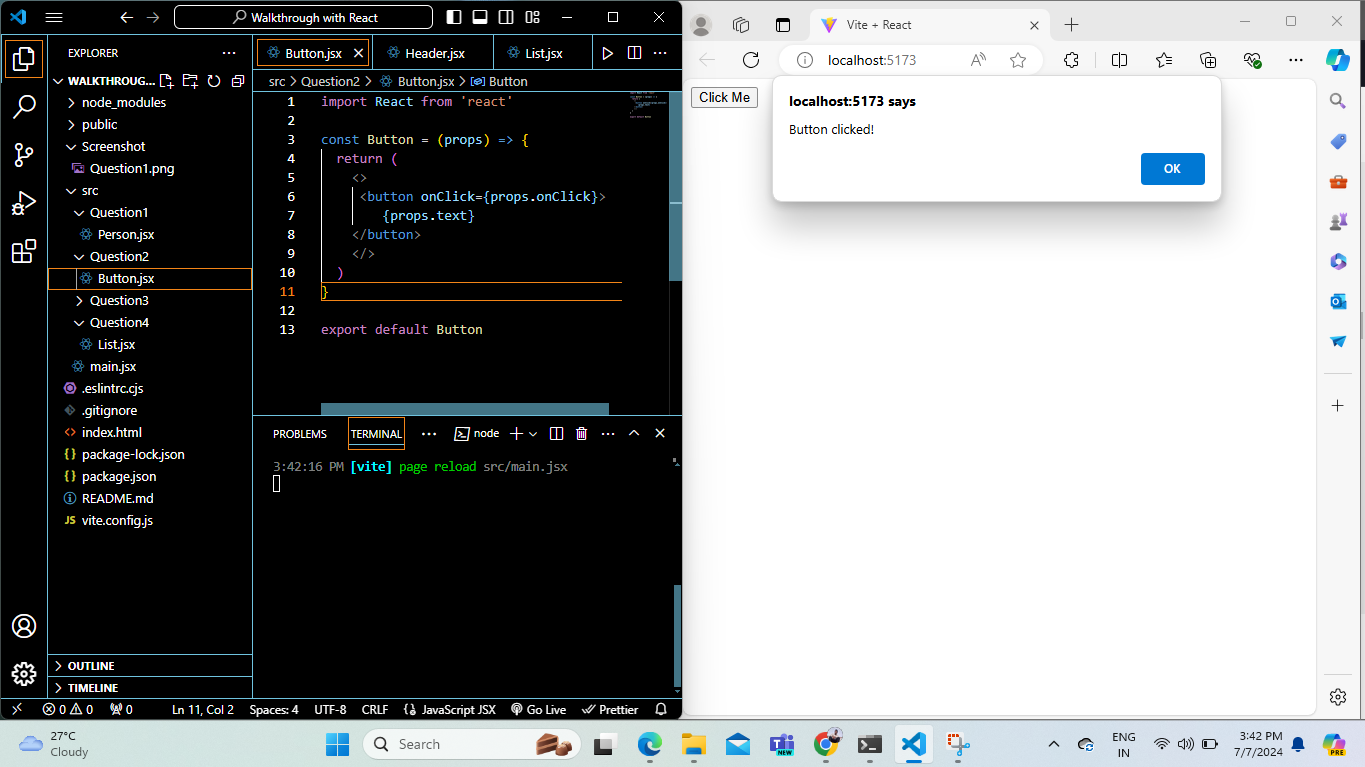 Walkthrough with React
EXPLORER
WALKTHROUG...
node_modules
public
Screenshot
Question1.png
src
Question1
Person.jsx
Question2
Button.jsx
Question3
Question4
List.jsx
main.jsx
.eslintrc.cjs
.gitignore
index.html
package-lock.json
package.json
README.md
JS vite.config.js
OUTLINE
TIMELINE
Button.jsx
Header.jsx
List.jsx
src > Question2 > Button.jsx > Button
1 import React from 'react'
2
3 const Button = (props) => {
4 return (
5 <>
6 <button onClick={props.onClick}>
7 {props.text}
8 </button>
9 </>
10 )
11 }
12
13 export default Button
PROBLEMS TERMINAL ... node
3:42:16 PM [vite] page reload src/main.jsx
0 0 0 Ln 11, Col 2 Spaces: 4 UTF-8 CRLF JavaScript JSX Go Live Prettier
Vite + React
localhost:5173
Click Me
localhost:5173 says
Button clicked!
OK
27°C
Cloudy
Search
NEW
ENG
IN
3:42 PM
7/7/2024
PRE